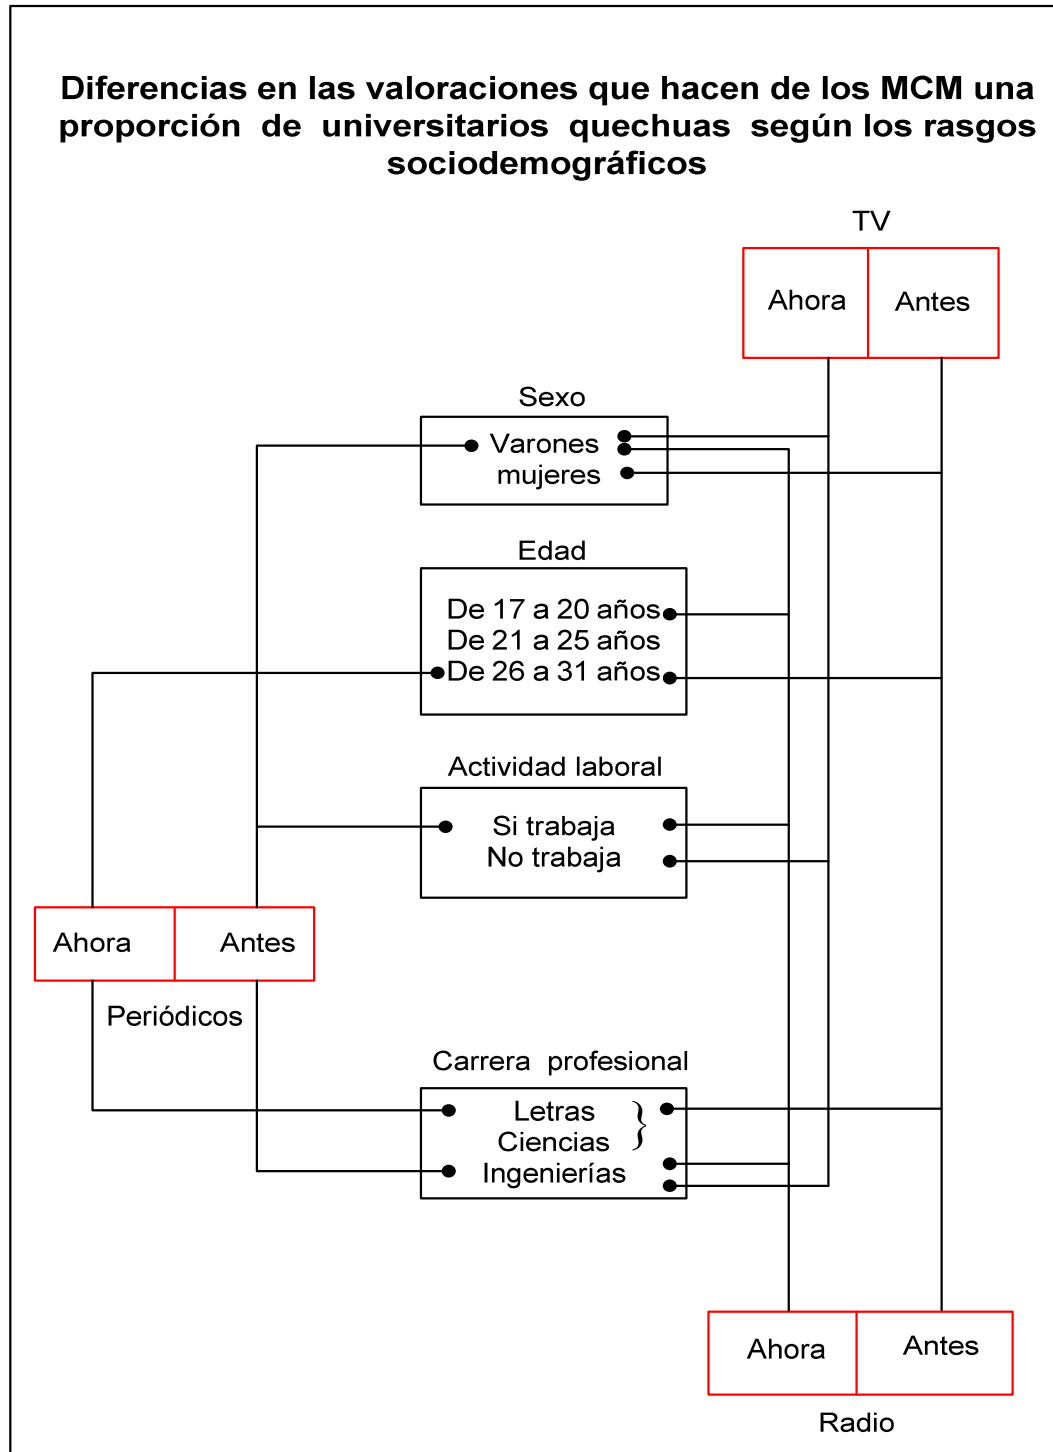 Diferencias en las valoraciones que hacen de los MCM una
proporción de universitarios quechuas según los rasgos
sociodemográficos
TV
Ahora
Antes
Sexo
Varones
mujeres
Edad
De 17 a 20 años
De 21 a 25 años
De 26 a 31 años
Actividad laboral
Si trabaja
No trabaja
Ahora
Antes
Periódicos
Carrera profesional
Letras
Ciencias
Ingenierías
Ahora
Antes
Radio